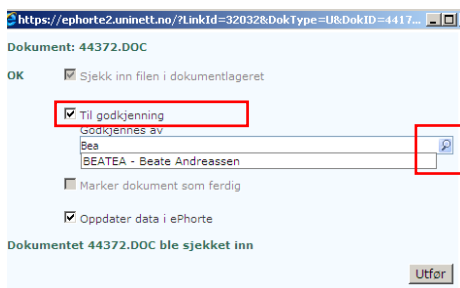 https://ephorte2.uninett.no/?LinkId=32032&DokType=U&DokID=4417...
Dokument: 44372.DOC
OK Sjekk inn filen i dokumentlageret
Til godkjenning
Godkjennes av
Bea
BEATEA - Beate Andreassen
Marker dokument som ferdig
Oppdater data i ePhorte
Dokumentet 44372.DOC ble sjekket inn
Utfør